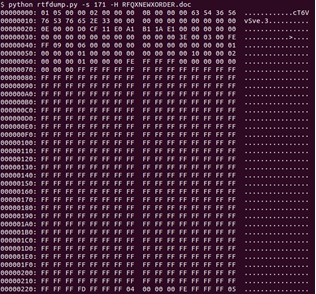 $ python rtfdump.py -s 171 -H RFQXNEWXORDER.doc
00000000: 01 05 00 00 02 00 00 00 0B 00 00 00 63 54 36 56 ............cT6V
00000010: 76 53 76 65 2E 33 00 00 00 00 00 00 00 00 00 00 vSve.3..........
00000020: 0E 00 00 D0 CF 11 E0 A1 B1 1A E1 00 00 00 00 00 ................
00000030: 00 00 00 00 00 00 00 00 00 00 00 3E 00 03 00 FE ...........>....
00000040: FF 09 00 06 00 00 00 00 00 00 00 00 00 00 00 01 ................
00000050: 00 00 00 01 00 00 00 00 00 00 00 00 10 00 00 02 ................
00000060: 00 00 00 01 00 00 00 FE FF FF FF 00 00 00 00 00 ................
00000070: 00 00 00 FF FF FF FF FF FF FF FF FF FF FF FF FF ................
00000080: FF FF FF FF FF FF FF FF FF FF FF FF FF FF FF FF ................
00000090: FF FF FF FF FF FF FF FF FF FF FF FF FF FF FF FF ................
000000A0: FF FF FF FF FF FF FF FF FF FF FF FF FF FF FF FF ................
000000B0: FF FF FF FF FF FF FF FF FF FF FF FF FF FF FF FF ................
000000C0: FF FF FF FF FF FF FF FF FF FF FF FF FF FF FF FF ................
000000D0: FF FF FF FF FF FF FF FF FF FF FF FF FF FF FF FF ................
000000E0: FF FF FF FF FF FF FF FF FF FF FF FF FF FF FF FF ................
000000F0: FF FF FF FF FF FF FF FF FF FF FF FF FF FF FF FF ................
00000100: FF FF FF FF FF FF FF FF FF FF FF FF FF FF FF FF ................
00000110: FF FF FF FF FF FF FF FF FF FF FF FF FF FF FF FF ................
00000120: FF FF FF FF FF FF FF FF FF FF FF FF FF FF FF FF ................
00000130: FF FF FF FF FF FF FF FF FF FF FF FF FF FF FF FF ................
00000140: FF FF FF FF FF FF FF FF FF FF FF FF FF FF FF FF ................
00000150: FF FF FF FF FF FF FF FF FF FF FF FF FF FF FF FF ................
00000160: FF FF FF FF FF FF FF FF FF FF FF FF FF FF FF FF ................
00000170: FF FF FF FF FF FF FF FF FF FF FF FF FF FF FF FF ................
00000180: FF FF FF FF FF FF FF FF FF FF FF FF FF FF FF FF ................
00000190: FF FF FF FF FF FF FF FF FF FF FF FF FF FF FF FF ................
000001A0: FF FF FF FF FF FF FF FF FF FF FF FF FF FF FF FF ................
000001B0: FF FF FF FF FF FF FF FF FF FF FF FF FF FF FF FF ................
000001C0: FF FF FF FF FF FF FF FF FF FF FF FF FF FF FF FF ................
000001D0: FF FF FF FF FF FF FF FF FF FF FF FF FF FF FF FF ................
000001E0: FF FF FF FF FF FF FF FF FF FF FF FF FF FF FF FF ................
000001F0: FF FF FF FF FF FF FF FF FF FF FF FF FF FF FF FF ................
00000200: FF FF FF FF FF FF FF FF FF FF FF FF FF FF FF FF ................
00000210: FF FF FF FF FF FF FF FF FF FF FF FF FF FF FF FF ................
00000220: FF FF FF FD FF FF FF 04 00 00 00 FE FF FF FF 05 ................